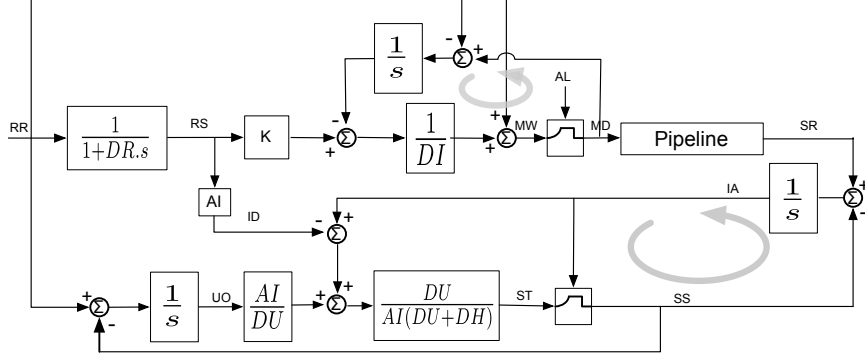 - +
1/s
AL
RR
1/(1+DR.s)
RS
K
-
+
Σ
1/DI
+
+
Σ
MW
MD
Pipeline
SR
Σ
AI
ID
-
+
Σ
IA
1/s
+
Σ
-
+
Σ
-
1/s
UO
AI/DU
+
+
Σ
DU/(AI(DU+DH))
ST
SS